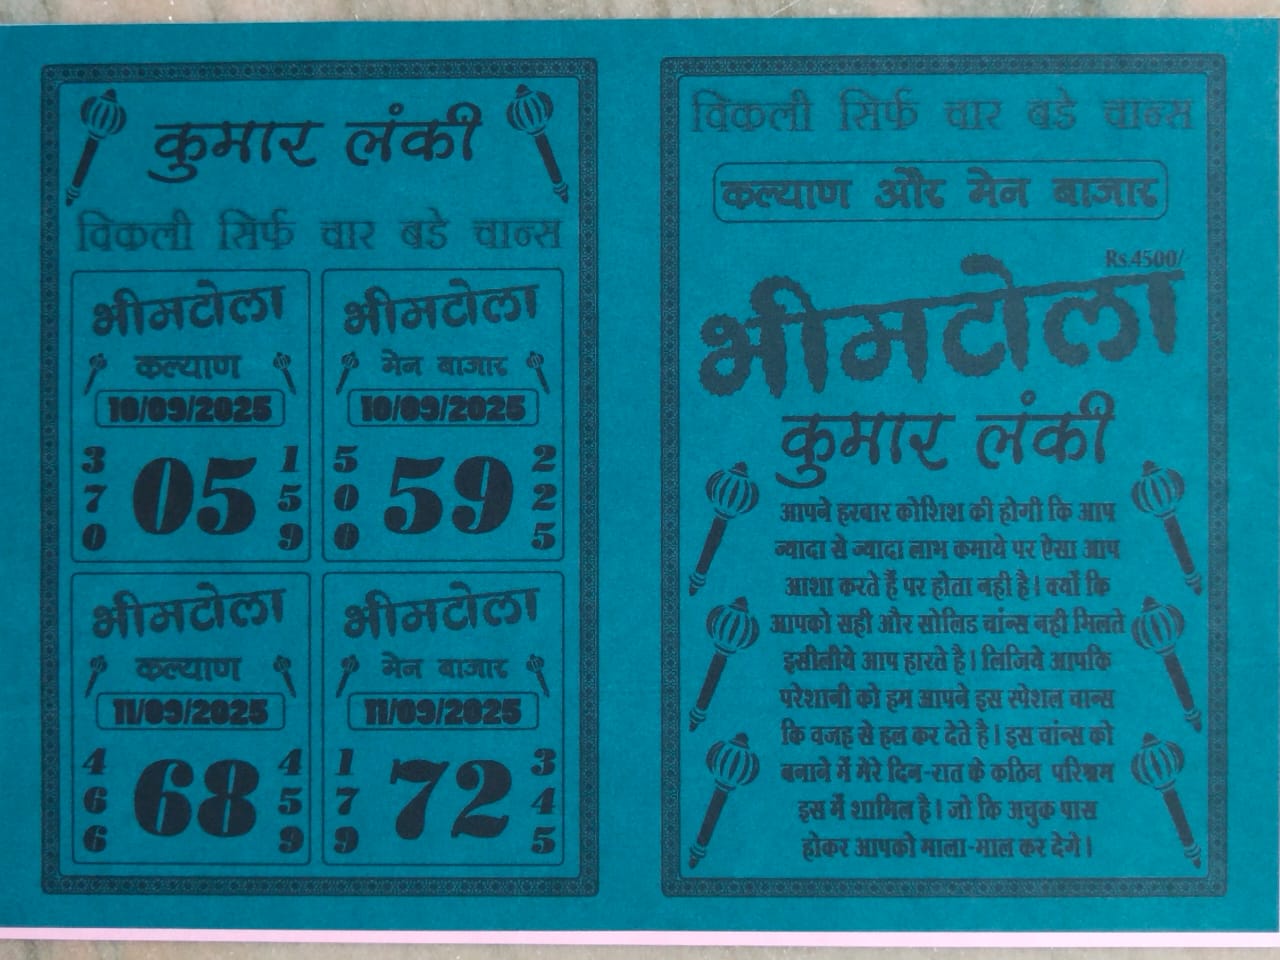 कुमार लंकी
विकली सिर्फ चार बडे चान्स
भीमटोला
कल्याण
10/09/2025
3 7 0
05
1 5 9
भीमटोला
मेन बाजार
10/09/2025
5 0 0
59
2 2 5
भीमटोला
कल्याण
11/09/2025
4 6 6
68
4 5 9
भीमटोला
मेन बाजार
11/09/2025
1 7 9
72
3 4 5
विकली सिर्फ चार बडे चान्स
कल्याण और मेन बाजार
Rs.4500/-
भीमटोला
कुमार लंकी
आपने हरबार कोशिश की होगी कि आप
ज्यादा से ज्यादा लाभ कमाये पर ऐसा आप
आशा करते हैं पर होता नही है। क्यों कि
आपको सही और सोलिड चांन्स नही मिलते
इसीलीये आप हारते है। लिजिये आपकि
परेशानी को हम आपने इस स्पेशल चान्स
कि वजह से हल कर देते है। इस चांन्स को
बनाने में मेरे दिन-रात के कठिन परिश्रम
इस में शामिल है। जो कि अचुक पास
होकर आपको माला-माल कर देगे।